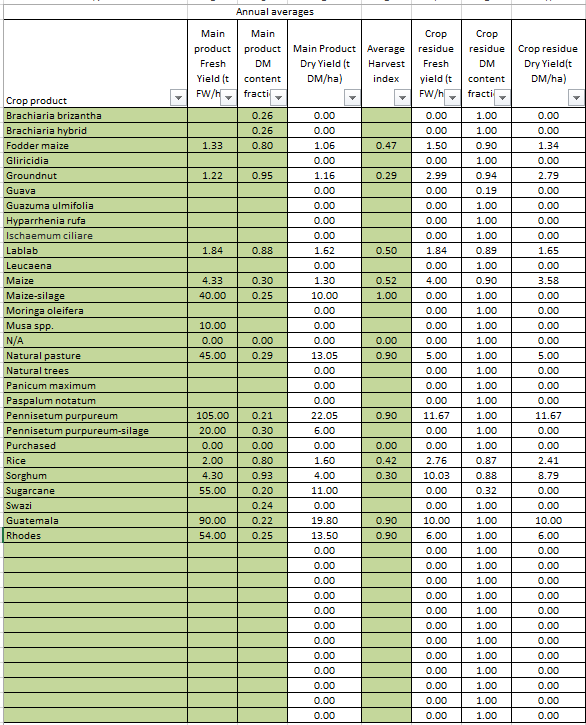 Annual averages
Crop product Main product Fresh Yield (t FW/h Main product DM content fracti Main Product Dry Yield (t DM/ha) Average Harvest index Crop residue Fresh yield (t FW/h Crop residue DM content fracti Crop residue Dry Yield(t DM/ha)
Brachiaria brizantha 0.26 0.00 0.00 1.00 0.00
Brachiaria hybrid 0.26 0.00 0.00 1.00 0.00
Fodder maize 1.33 0.80 1.06 0.47 1.50 0.90 1.34
Gliricidia 0.00 0.00 1.00 0.00
Groundnut 1.22 0.95 1.16 0.29 2.99 0.94 2.79
Guava 0.00 0.00 0.19 0.00
Guazuma ulmifolia 0.00 0.00 1.00 0.00
Hyparrhenia rufa 0.00 0.00 1.00 0.00
Ischaemum ciliare 0.00 0.00 1.00 0.00
Lablab 1.84 0.88 1.62 0.50 1.84 0.89 1.65
Leucaena 0.00 0.00 1.00 0.00
Maize 4.33 0.30 1.30 0.52 4.00 0.90 3.58
Maize-silage 40.00 0.25 10.00 1.00 0.00 1.00 0.00
Moringa oleifera 0.00 0.00 1.00 0.00
Musa spp. 10.00 0.00 0.00 1.00 0.00
N/A 0.00 0.00 0.00 0.00 0.00 1.00 0.00
Natural pasture 45.00 0.29 13.05 0.90 5.00 1.00 5.00
Natural trees 0.00 0.00 1.00 0.00
Panicum maximum 0.00 0.00 1.00 0.00
Paspalum notatum 0.00 0.00 1.00 0.00
Pennisetum purpureum 105.00 0.21 22.05 0.90 11.67 1.00 11.67
Pennisetum purpureum-silage 20.00 0.30 6.00 0.00 1.00 0.00
Purchased 0.00 0.00 0.00 0.00 0.00 1.00 0.00
Rice 2.00 0.80 1.60 0.42 2.76 0.87 2.41
Sorghum 4.30 0.93 4.00 0.30 10.03 0.88 8.79
Sugarcane 55.00 0.20 11.00 0.00 0.32 0.00
Swazi 0.24 0.00 0.00 1.00 0.00
Guatemala 90.00 0.22 19.80 0.90 10.00 1.00 10.00
Rhodes 54.00 0.25 13.50 0.90 6.00 1.00 6.00
0.00 0.00 1.00 0.00
0.00 0.00 1.00 0.00
0.00 0.00 1.00 0.00
0.00 0.00 1.00 0.00
0.00 0.00 1.00 0.00
0.00 0.00 1.00 0.00
0.00 0.00 1.00 0.00
0.00 0.00 1.00 0.00
0.00 0.00 1.00 0.00
0.00 0.00 1.00 0.00
0.00 0.00 1.00 0.00
0.00 0.00 1.00 0.00